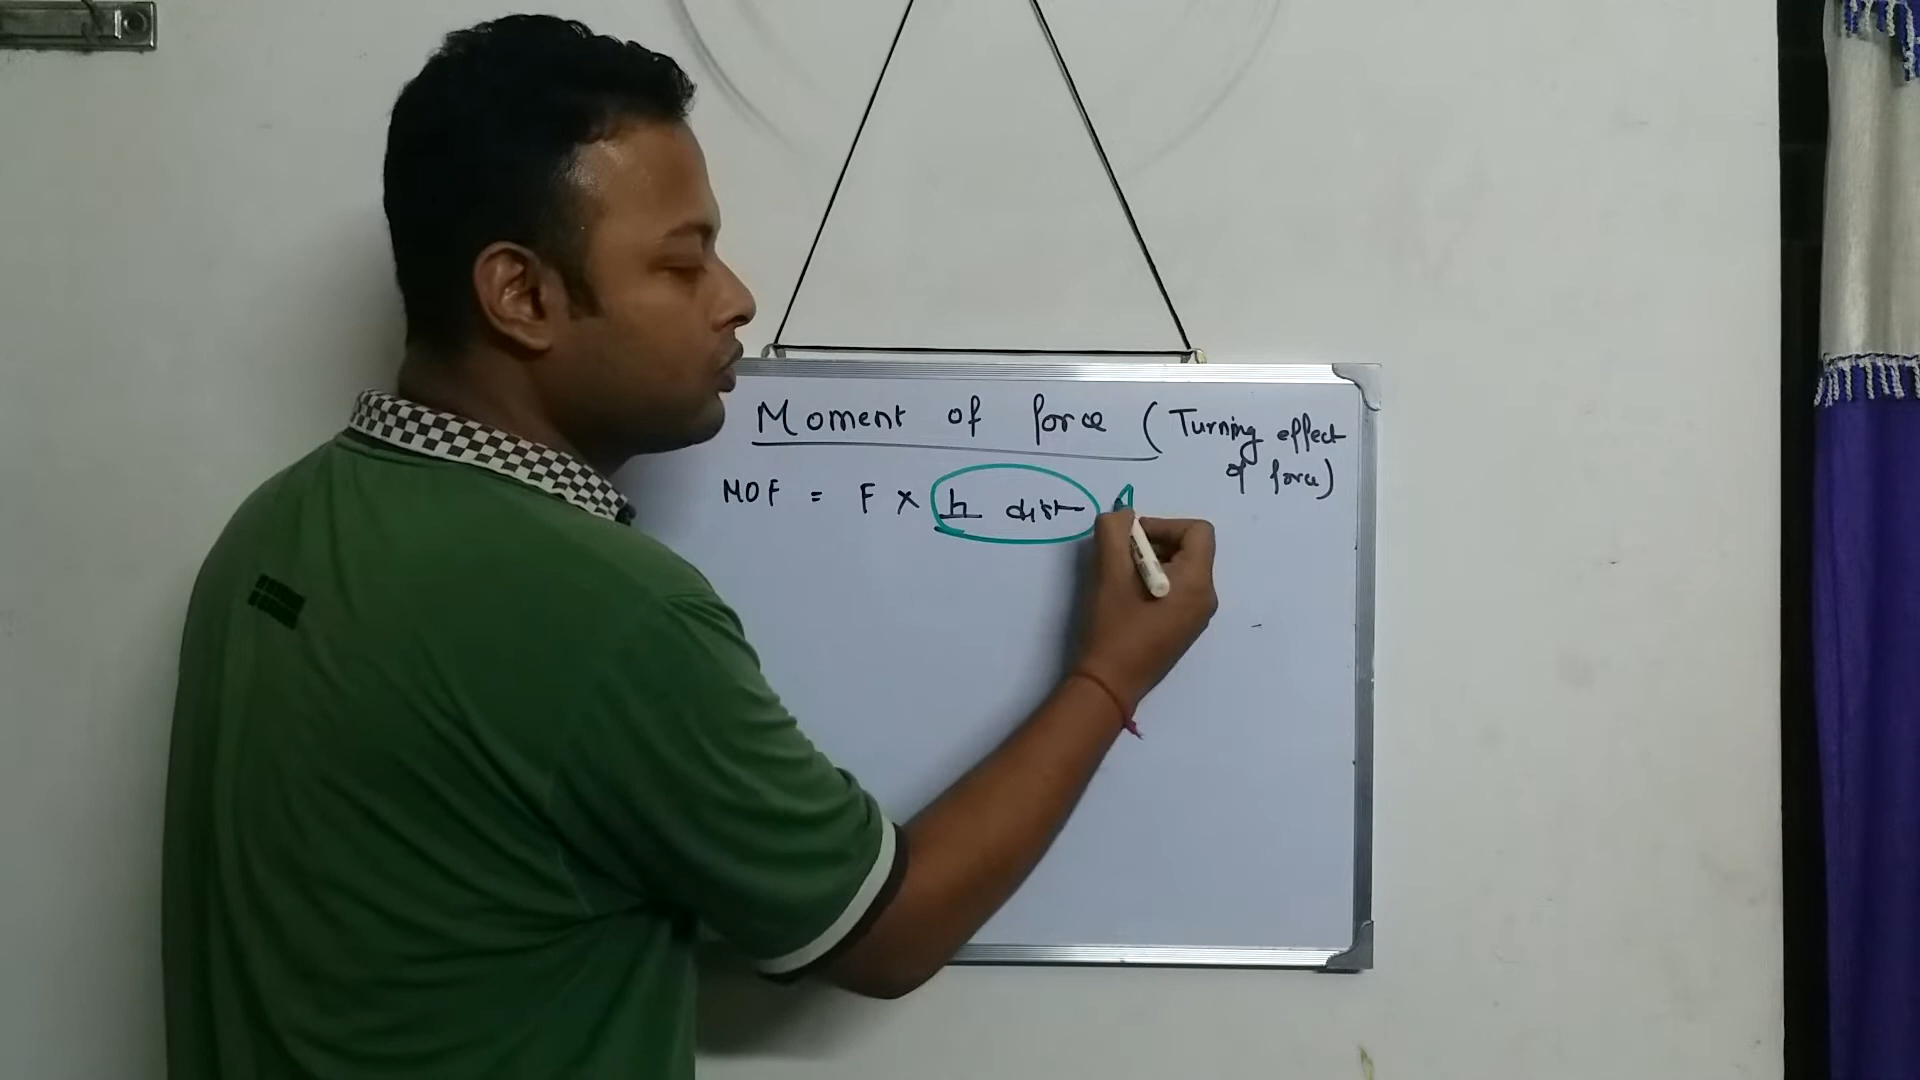 Moment of force (Turning effect
of force)
MOF = F × h dist